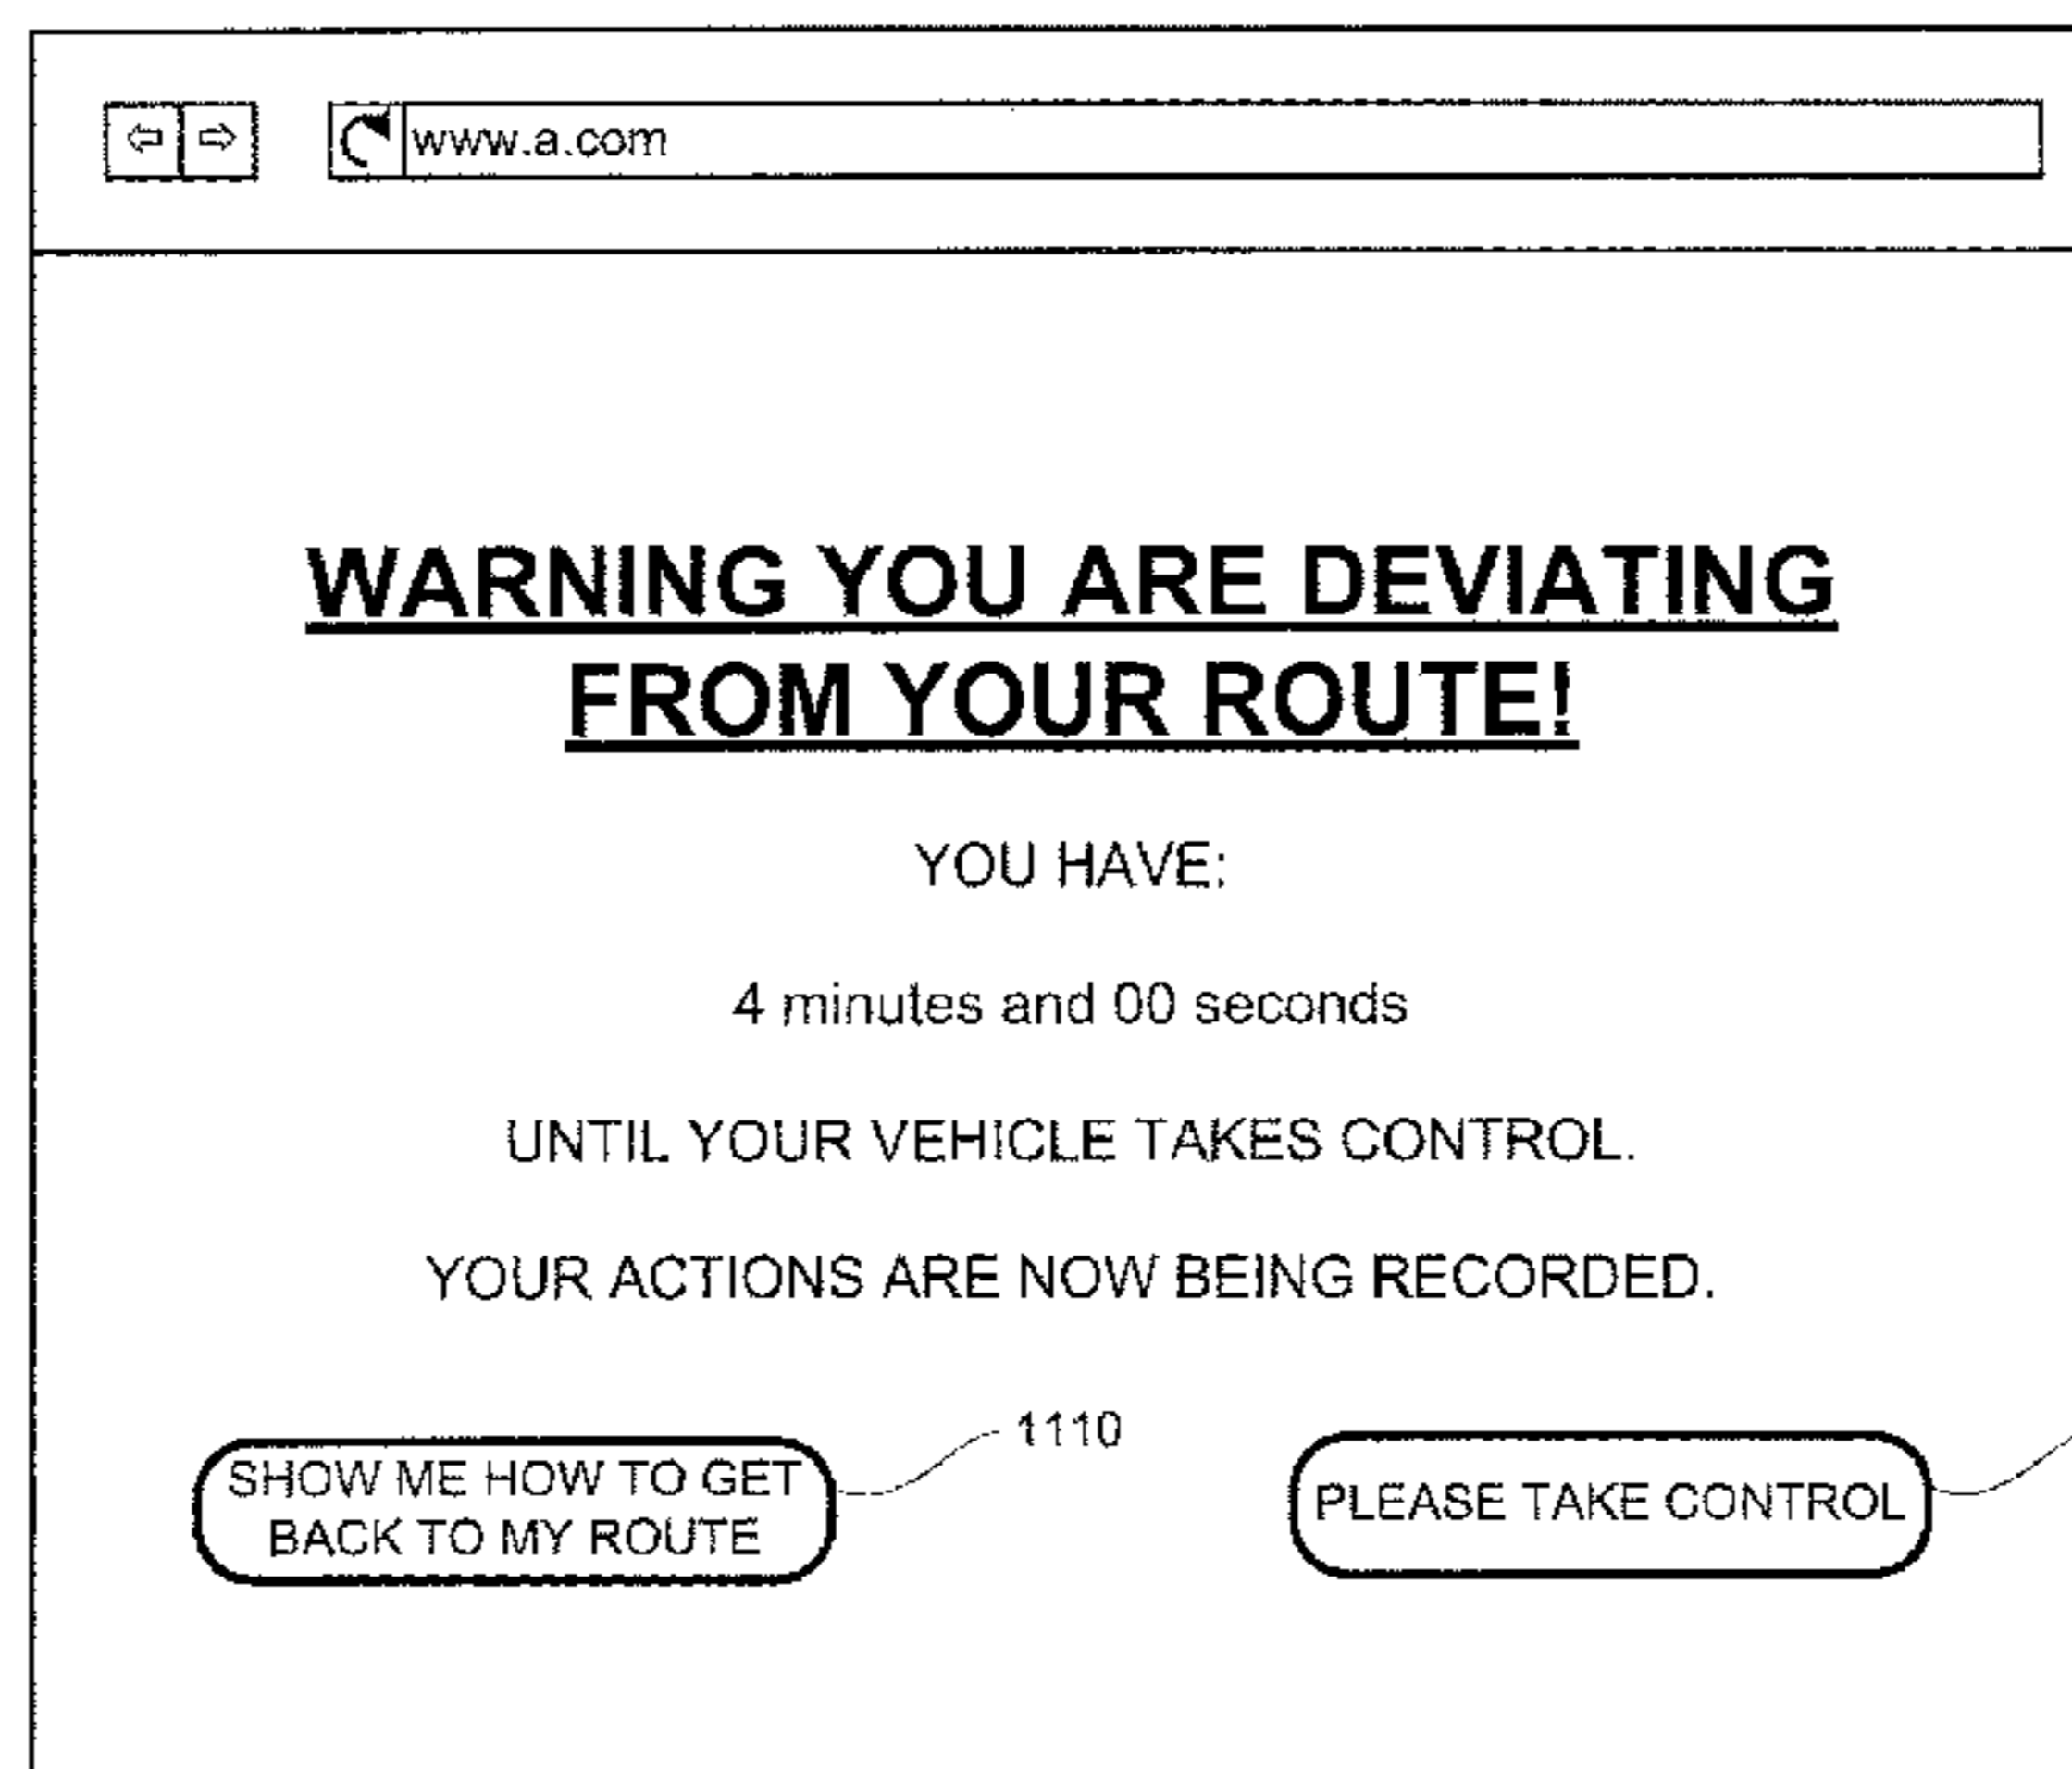 www.a.com
WARNING YOU ARE DEVIATING
FROM YOUR ROUTE!
YOU HAVE:
4 minutes and 00 seconds
UNTIL YOUR VEHICLE TAKES CONTROL.
YOUR ACTIONS ARE NOW BEING RECORDED.
1110
SHOW ME HOW TO GET
BACK TO MY ROUTE
PLEASE TAKE CONTROL